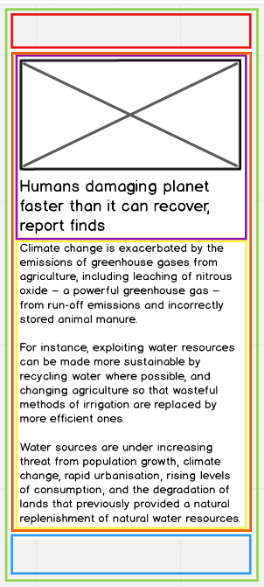 Humans damaging planet
faster than it can recover,
report finds
Climate change is exacerbated by the
emissions of greenhouse gases from
agriculture, including leaching of nitrous
oxide – a powerful greenhouse gas –
from run-off emissions and incorrectly
stored animal manure.
For instance, exploiting water resources
can be made more sustainable by
recycling water where possible, and
changing agriculture so that wasteful
methods of irrigation are replaced by
more efficient ones.
Water sources are under increasing
threat from population growth, climate
change, rapid urbanisation, rising levels
of consumption, and the degradation of
lands that previously provided a natural
replenishment of natural water resources.